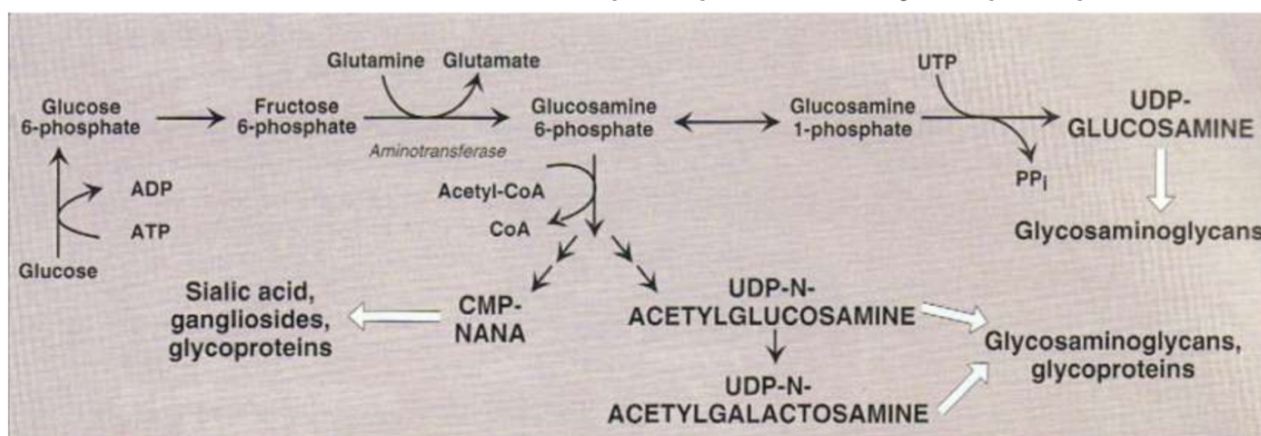 Glutamine Glutamate
UTP
Glucose
6-phosphate
Fructose
6-phosphate
Glucosamine
6-phosphate
Glucosamine
1-phosphate
UDP-
GLUCOSAMINE
Aminotransferase
ADP
ATP
Glucose
Acetyl-CoA
CoA
PPi
Glycosaminoglycans
Sialic acid,
gangliosides,
glycoproteins
CMP-
NANA
UDP-N-
ACETYLGLUCOSAMINE
Glycosaminoglycans,
glycoproteins
UDP-N-
ACETYLGALACTOSAMINE